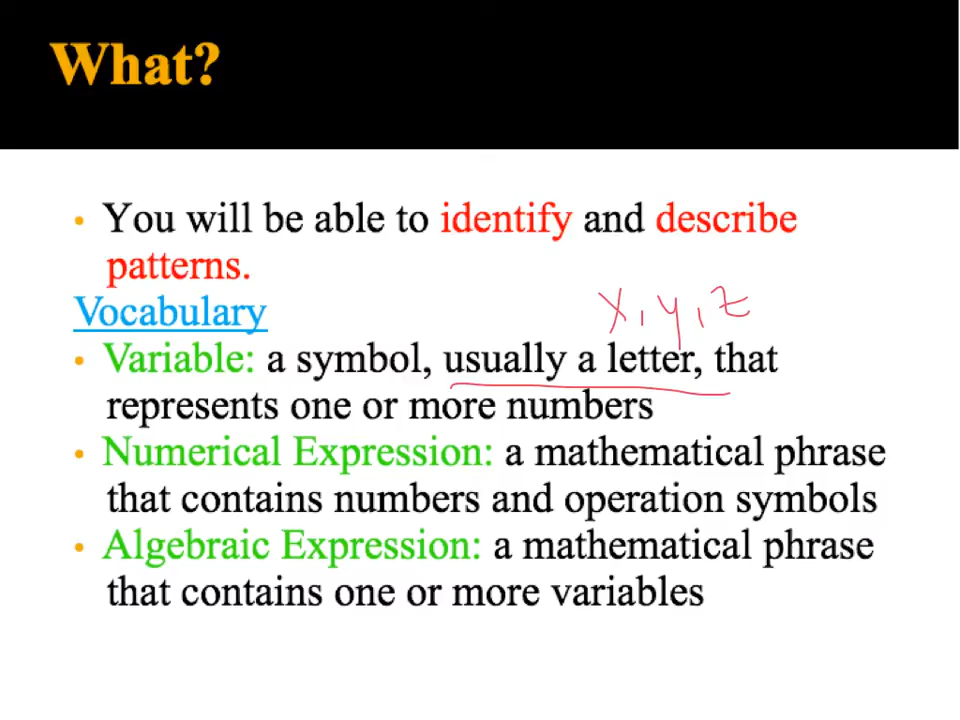 What?
• You will be able to identify and describe
patterns.
Vocabulary
x, y, z
• Variable: a symbol, usually a letter, that
represents one or more numbers
• Numerical Expression: a mathematical phrase
that contains numbers and operation symbols
• Algebraic Expression: a mathematical phrase
that contains one or more variables